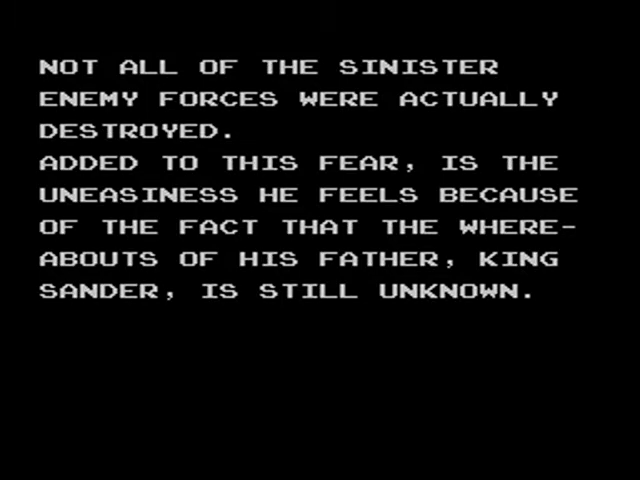 NOT ALL OF THE SINISTER
ENEMY FORCES WERE ACTUALLY
DESTROYED.
ADDED TO THIS FEAR, IS THE
UNEASINESS HE FEELS BECAUSE
OF THE FACT THAT THE WHERE-
ABOUTS OF HIS FATHER, KING
SANDER, IS STILL UNKNOWN.